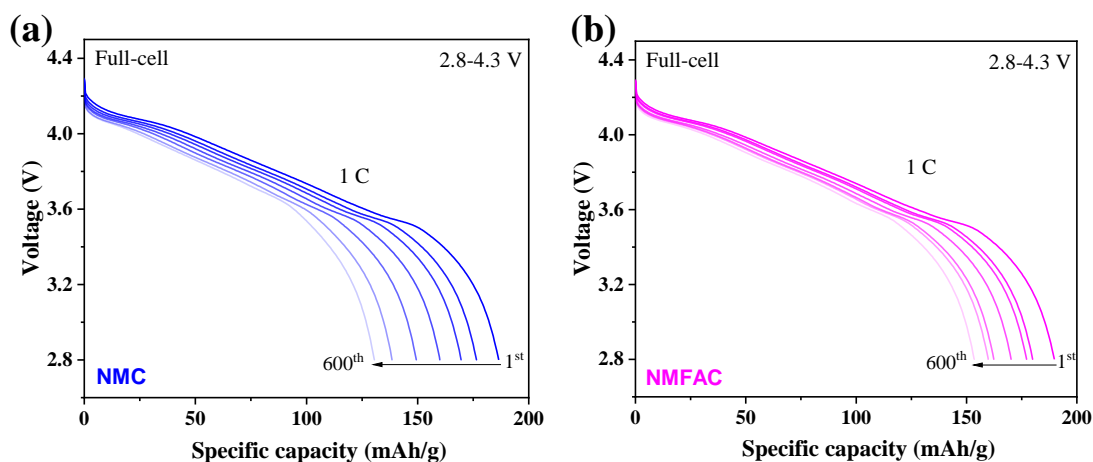 (a)
Full-cell
2.8-4.3 V
4.4
4.0
3.6
3.2
2.8
Voltage (V)
1 C
600th
1st
NMC
0
50
100
150
200
Specific capacity (mAh/g)
(b)
Full-cell
2.8-4.3 V
4.4
4.0
3.6
3.2
2.8
Voltage (V)
1 C
600th
1st
NMFAC
0
50
100
150
200
Specific capacity (mAh/g)